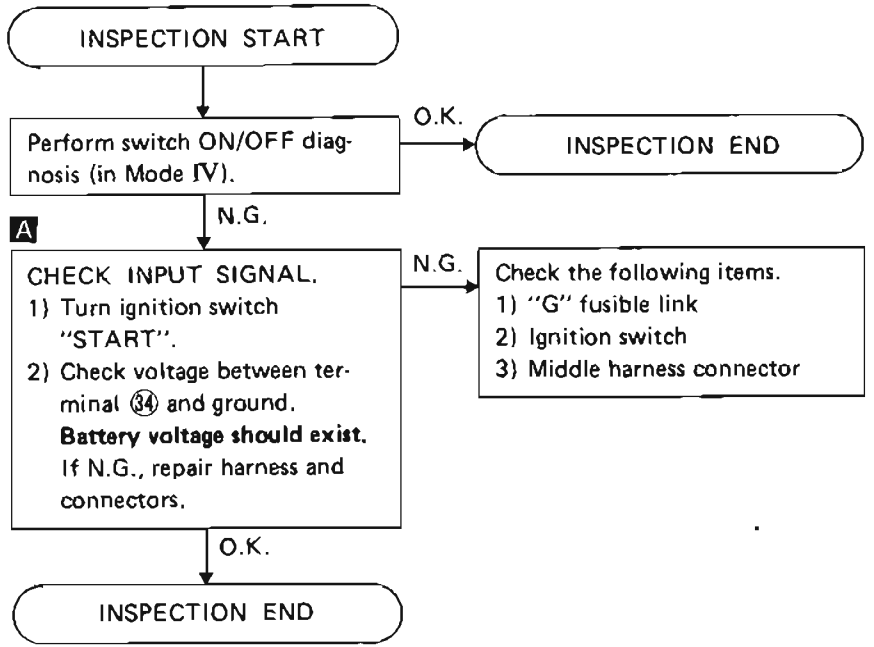 INSPECTION START
Perform switch ON/OFF diag-
nosis (in Mode IV).
O.K.
INSPECTION END
N.G.
A
CHECK INPUT SIGNAL.
1) Turn ignition switch
"START".
2) Check voltage between ter-
minal ㉞ and ground.
Battery voltage should exist.
If N.G., repair harness and
connectors.
N.G.
Check the following items.
1) "G" fusible link
2) Ignition switch
3) Middle harness connector
O.K.
INSPECTION END